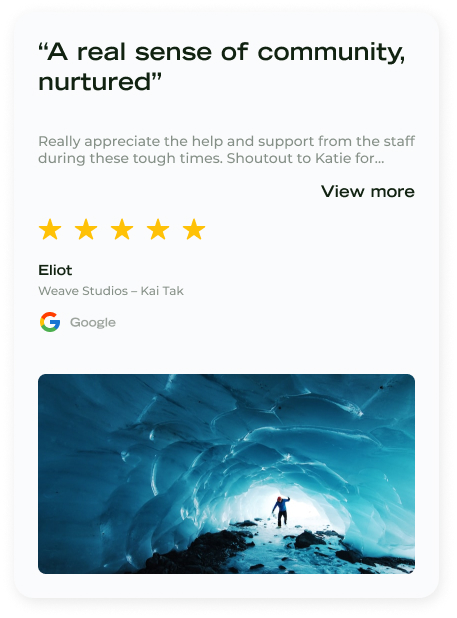 “A real sense of community,
nurtured”
Really appreciate the help and support from the staff
during these tough times. Shoutout to Katie for...
View more
Eliot
Weave Studios – Kai Tak
Google